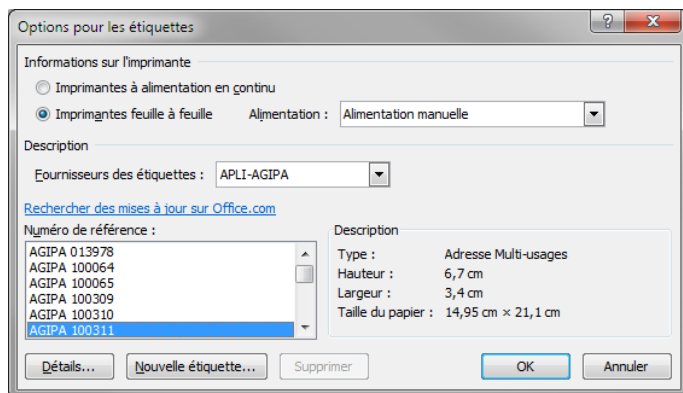 Options pour les étiquettes
Informations sur l'imprimante
Imprimantes à alimentation en continu
Imprimantes feuille à feuille Alimentation : Alimentation manuelle
Description
Fournisseurs des étiquettes : APLI-AGIPA
Rechercher des mises à jour sur Office.com
Numéro de référence :
AGIPA 013978
AGIPA 100064
AGIPA 100065
AGIPA 100309
AGIPA 100310
AGIPA 100311
Description
Type : Adresse Multi-usages
Hauteur : 6,7 cm
Largeur : 3,4 cm
Taille du papier : 14,95 cm × 21,1 cm
Détails... Nouvelle étiquette... Supprimer OK Annuler